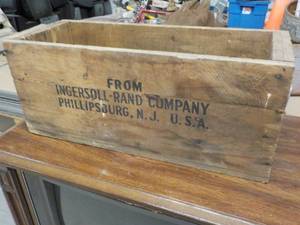 FROM
INGERSOLL-RAND COMPANY
PHILLIPSBURG, N. J. U.S.A.